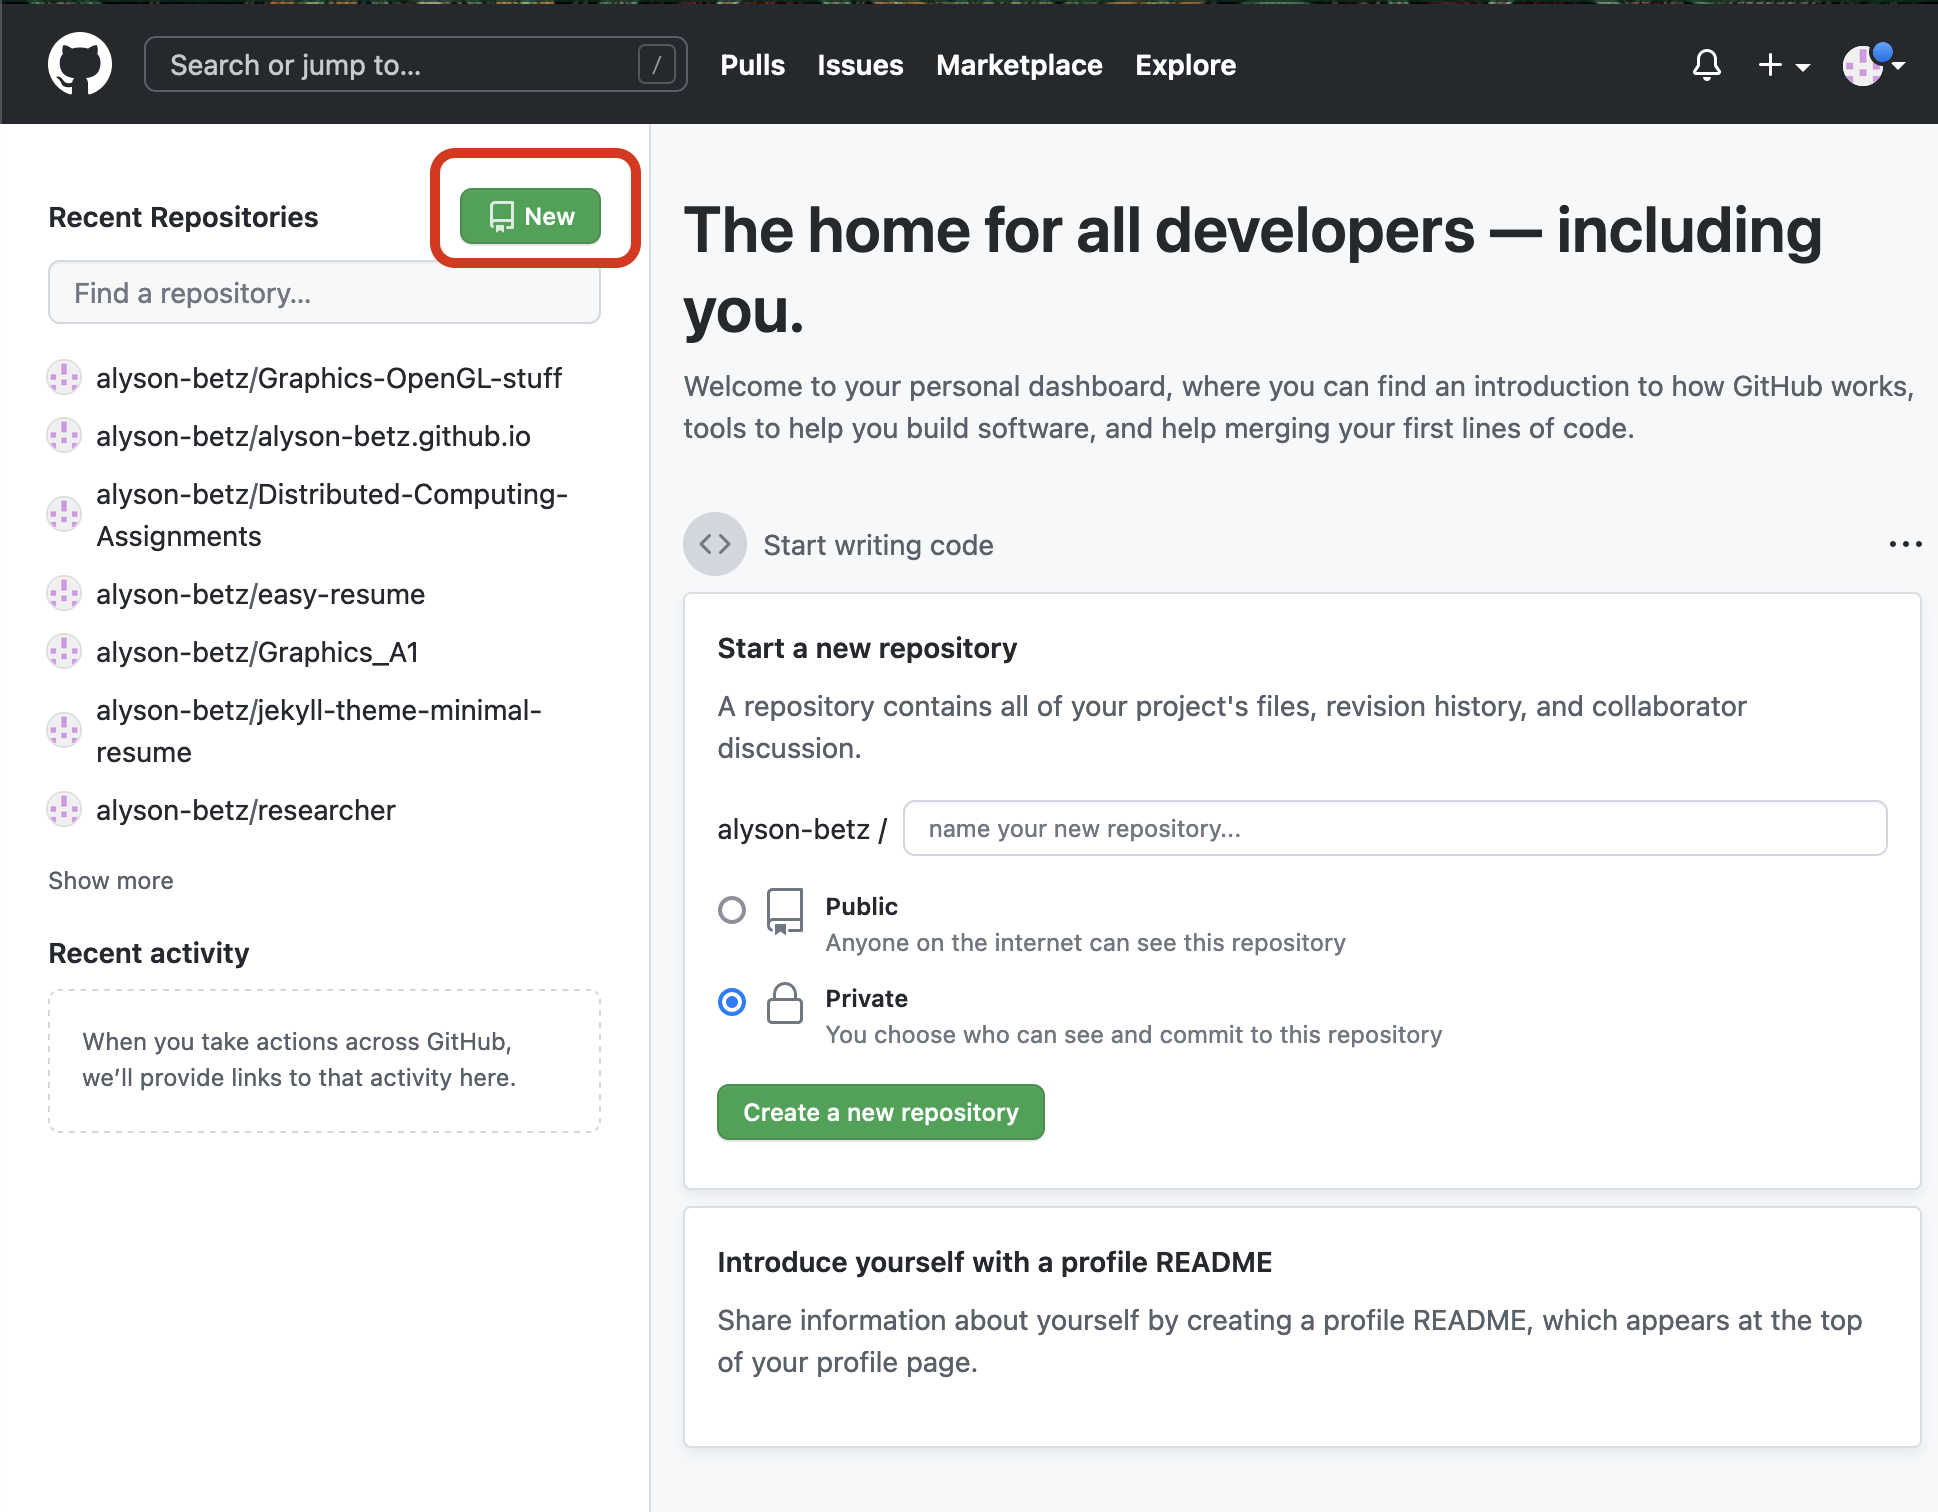 Search or jump to... /
Pulls Issues Marketplace Explore
Recent Repositories
New
Find a repository...
alyson-betz/Graphics-OpenGL-stuff
alyson-betz/alyson-betz.github.io
alyson-betz/Distributed-Computing-
Assignments
alyson-betz/easy-resume
alyson-betz/Graphics_A1
alyson-betz/jekyll-theme-minimal-
resume
alyson-betz/researcher
Show more
Recent activity
When you take actions across GitHub,
we’ll provide links to that activity here.
The home for all developers — including
you.
Welcome to your personal dashboard, where you can find an introduction to how GitHub works,
tools to help you build software, and help merging your first lines of code.
Start writing code
Start a new repository
A repository contains all of your project's files, revision history, and collaborator
discussion.
alyson-betz / name your new repository...
Public
Anyone on the internet can see this repository
Private
You choose who can see and commit to this repository
Create a new repository
Introduce yourself with a profile README
Share information about yourself by creating a profile README, which appears at the top
of your profile page.